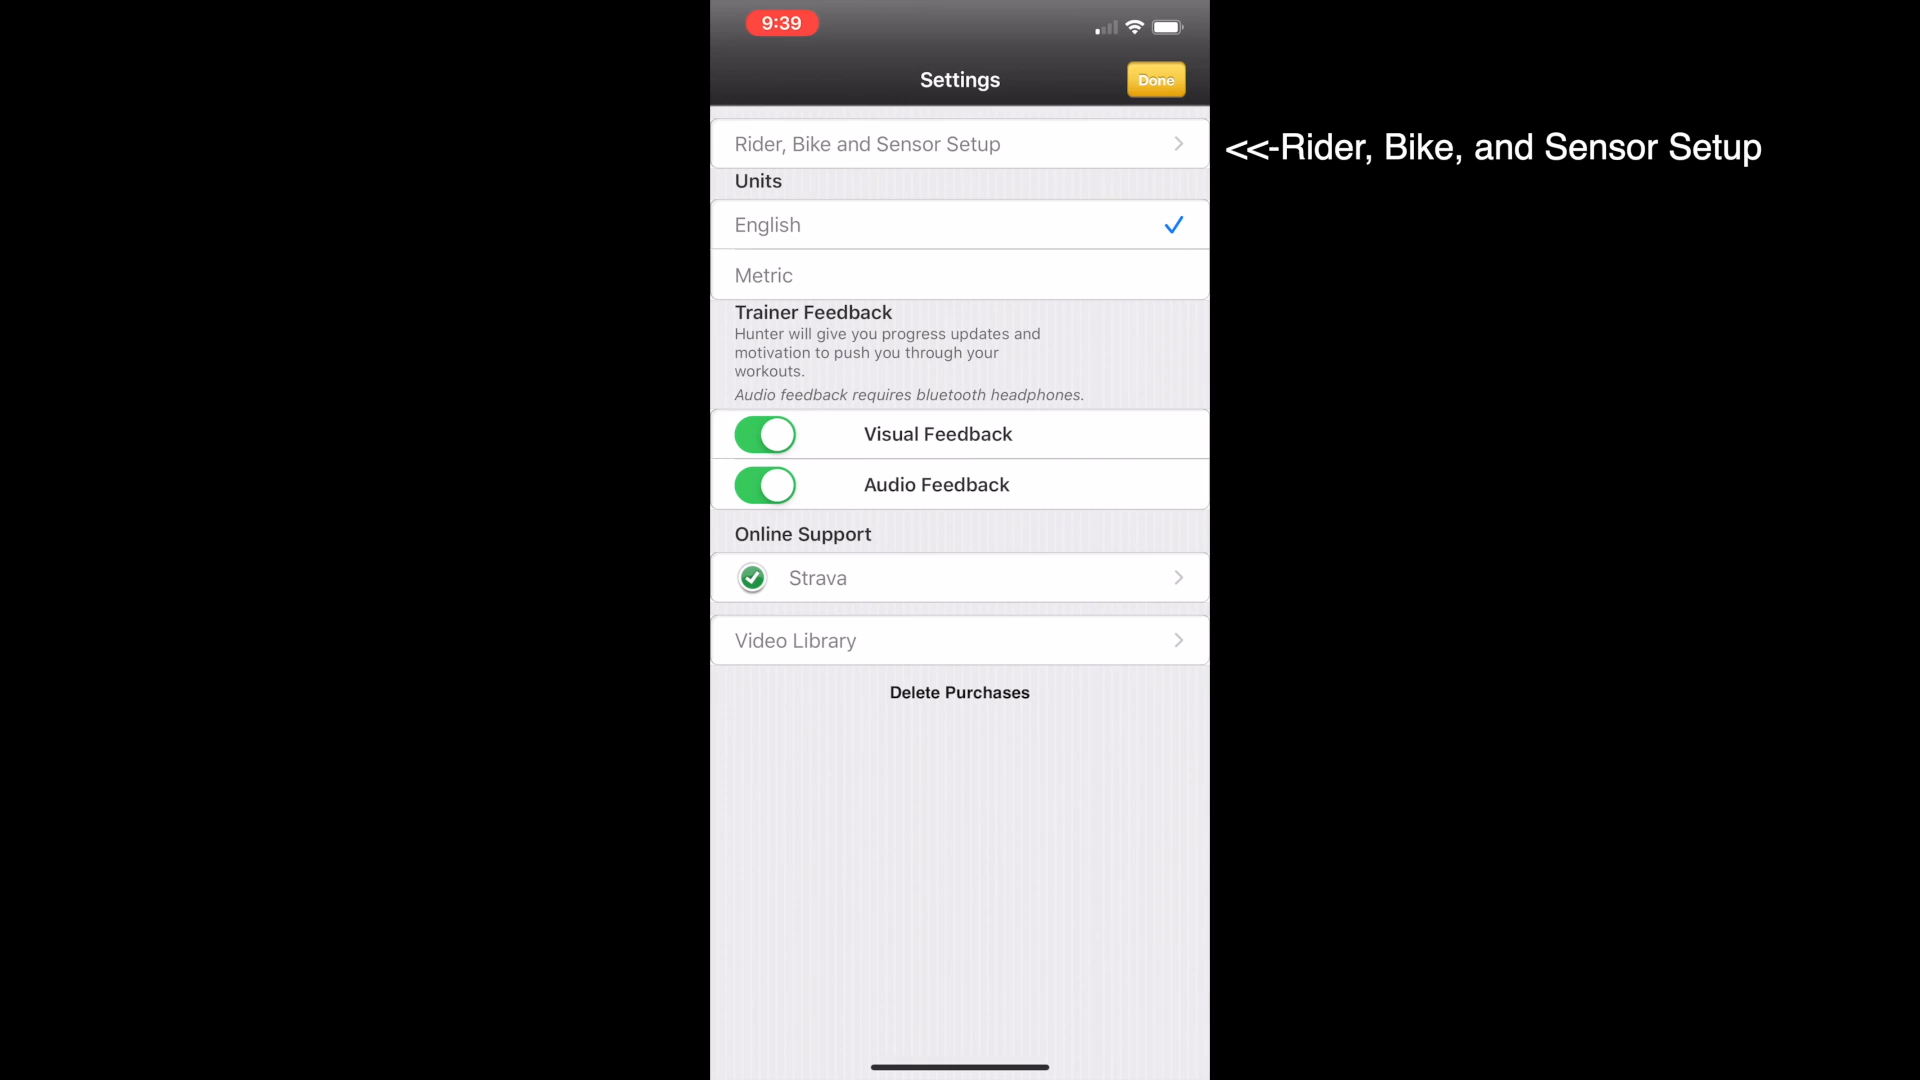 9:39
Settings
Done
Rider, Bike and Sensor Setup
<<-Rider, Bike, and Sensor Setup
Units
English
Metric
Trainer Feedback
Hunter will give you progress updates and
motivation to push you through your
workouts.
Audio feedback requires bluetooth headphones.
Visual Feedback
Audio Feedback
Online Support
Strava
Video Library
Delete Purchases